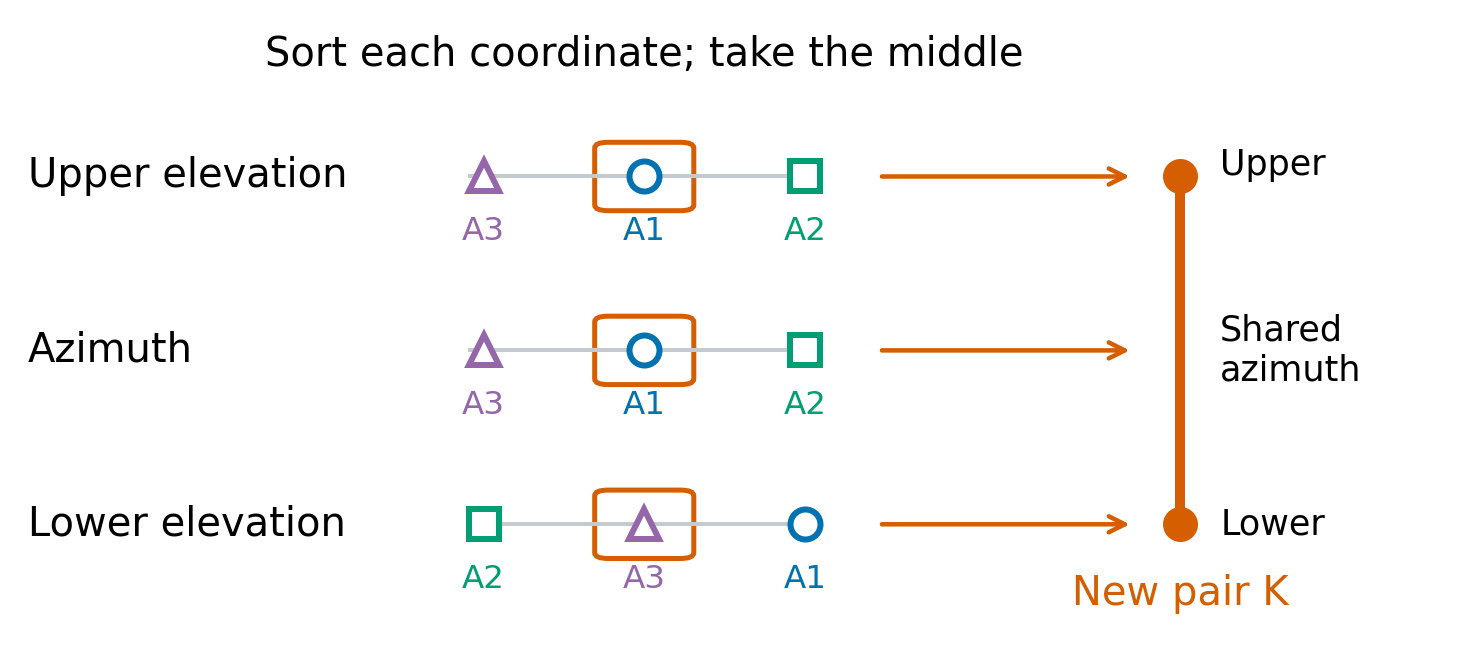 Sort each coordinate; take the middle
Upper elevation
A3
A1
A2
Upper
Azimuth
A3
A1
A2
Shared
azimuth
Lower elevation
A2
A3
A1
Lower
New pair K